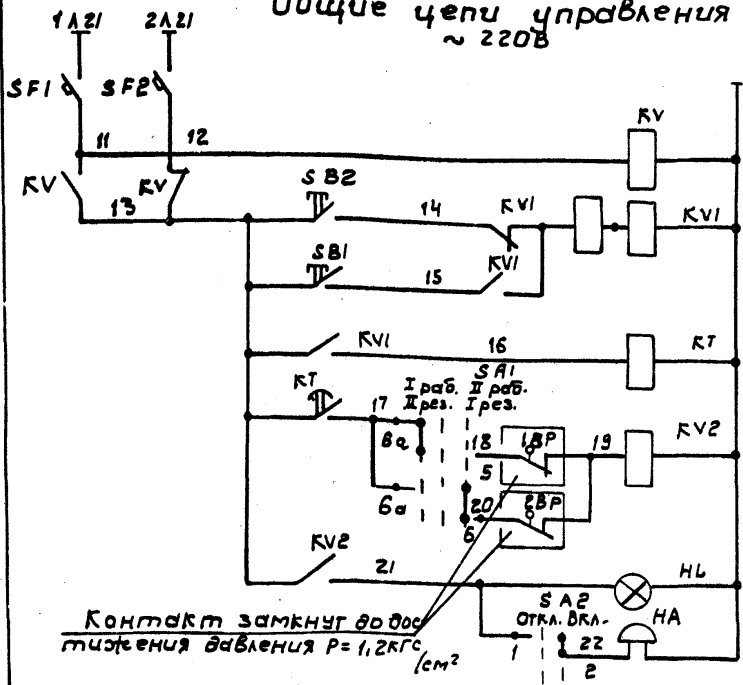 Общие цепи управления
~ 220В
1Л21 2Л21
SF1 SF2
11 12
KV
KV KV
13
SB2
14
KV1
KV1
SB1
15
KV1
KV1
16
KT
KT
17
I раб.
II рез.
SA1
II раб.
I рез.
8а
18
5
1ВР
19
KV2
6а
20
6
2ВР
KV2
21
HL
SA2
ОТКЛ. ВКЛ.
HA
1
22
2
Контакт замкнут до дос
тижения давления P= 1,2кгс
/см²